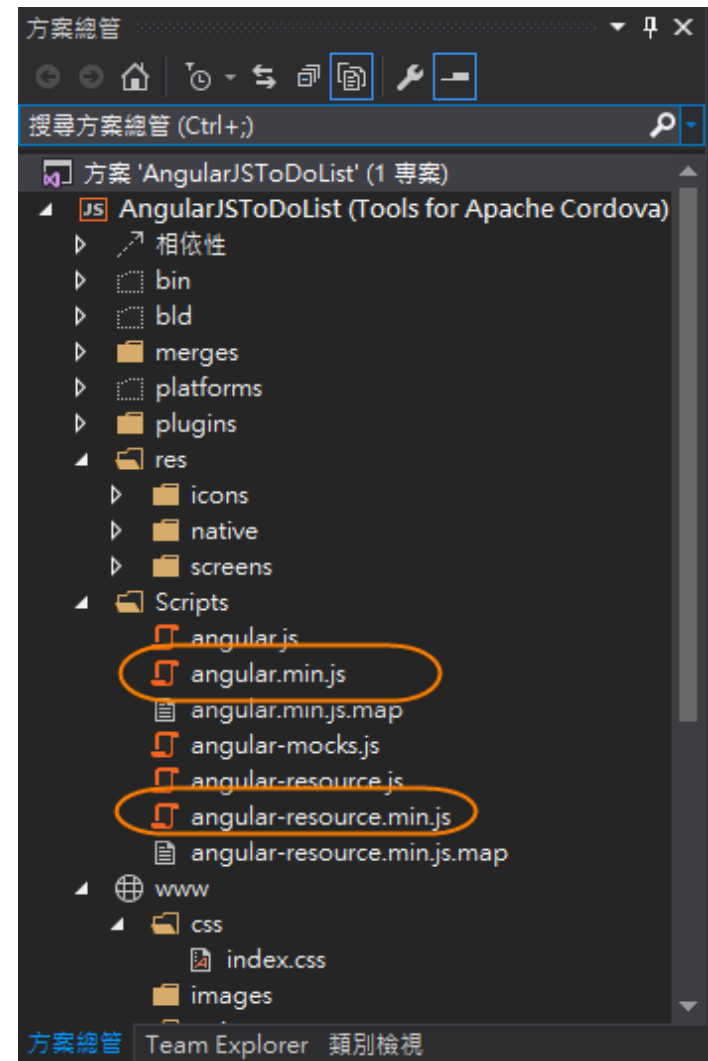 方案總管
搜尋方案總管 (Ctrl+;)
方案 'AngularJSToDoList' (1 專案)
JS AngularJSToDoList (Tools for Apache Cordova)
相依性
bin
bld
merges
platforms
plugins
res
icons
native
screens
Scripts
angular.js
angular.min.js
angular.min.js.map
angular-mocks.js
angular-resource.js
angular-resource.min.js
angular-resource.min.js.map
www
css
index.css
images
方案總管 Team Explorer 類別檢視